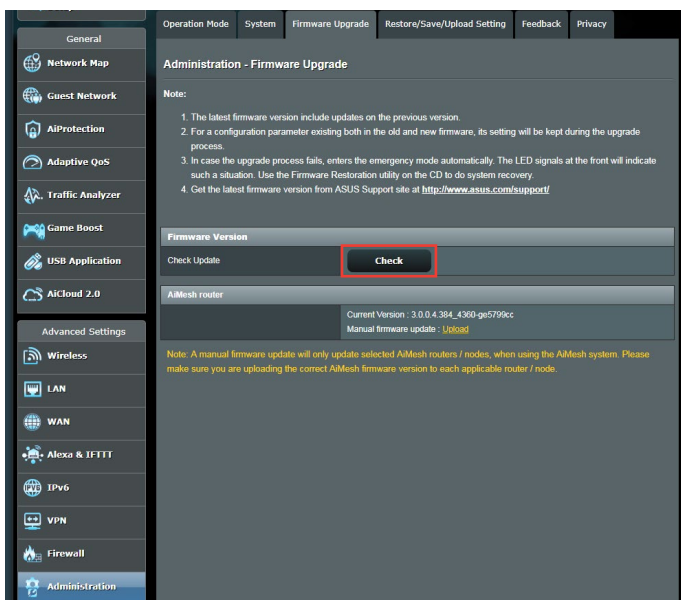 Operation Mode System Firmware Upgrade Restore/Save/Upload Setting Feedback Privacy
General
Network Map
Guest Network
AiProtection
Adaptive QoS
Traffic Analyzer
Game Boost
USB Application
AiCloud 2.0
Advanced Settings
Wireless
LAN
WAN
Alexa & IFTTT
IPv6
VPN
Firewall
Administration
Administration - Firmware Upgrade
Note:
1. The latest firmware version include updates on the previous version.
2. For a configuration parameter existing both in the old and new firmware, its setting will be kept during the upgrade
process.
3. In case the upgrade process fails, enters the emergency mode automatically. The LED signals at the front will indicate
such a situation. Use the Firmware Restoration utility on the CD to do system recovery.
4. Get the latest firmware version from ASUS Support site at http://www.asus.com/support/
Firmware Version
Check Update Check
AiMesh router
Current Version : 3.0.0.4.384_4360-ge5799cc
Manual firmware update : Upload
Note: A manual firmware update will only update selected AiMesh routers / nodes, when using the AiMesh system. Please
make sure you are uploading the correct AiMesh firmware version to each applicable router / node.